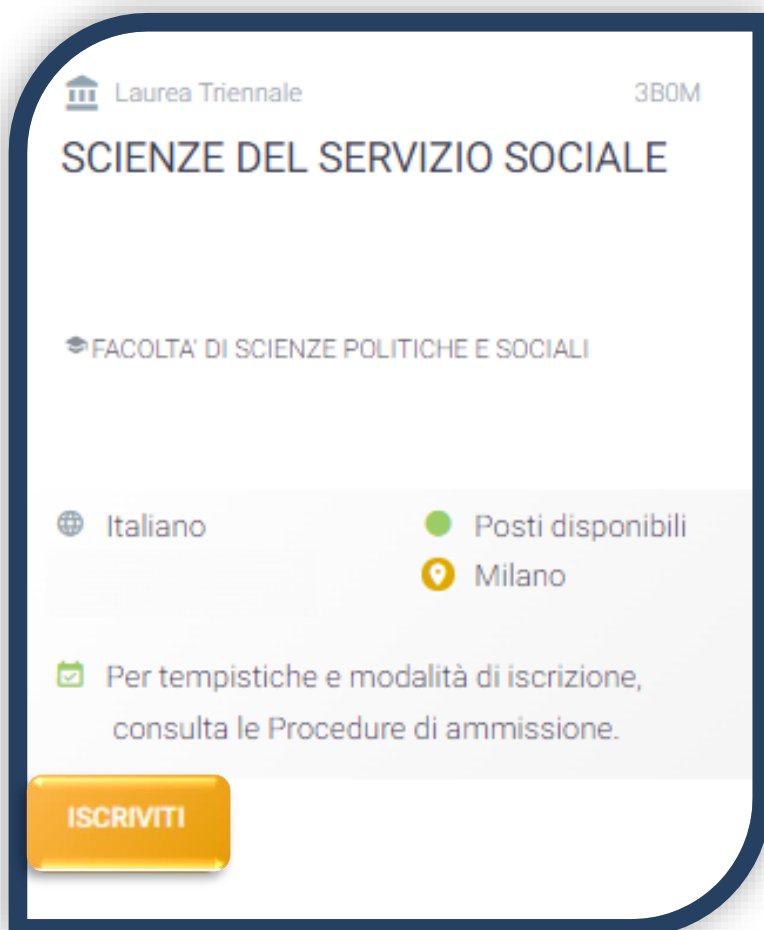 Laurea Triennale 3B0M
SCIENZE DEL SERVIZIO SOCIALE
FACOLTA' DI SCIENZE POLITICHE E SOCIALI
Italiano Posti disponibili
Milano
Per tempistiche e modalità di iscrizione,
consulta le Procedure di ammissione.
ISCRIVITI